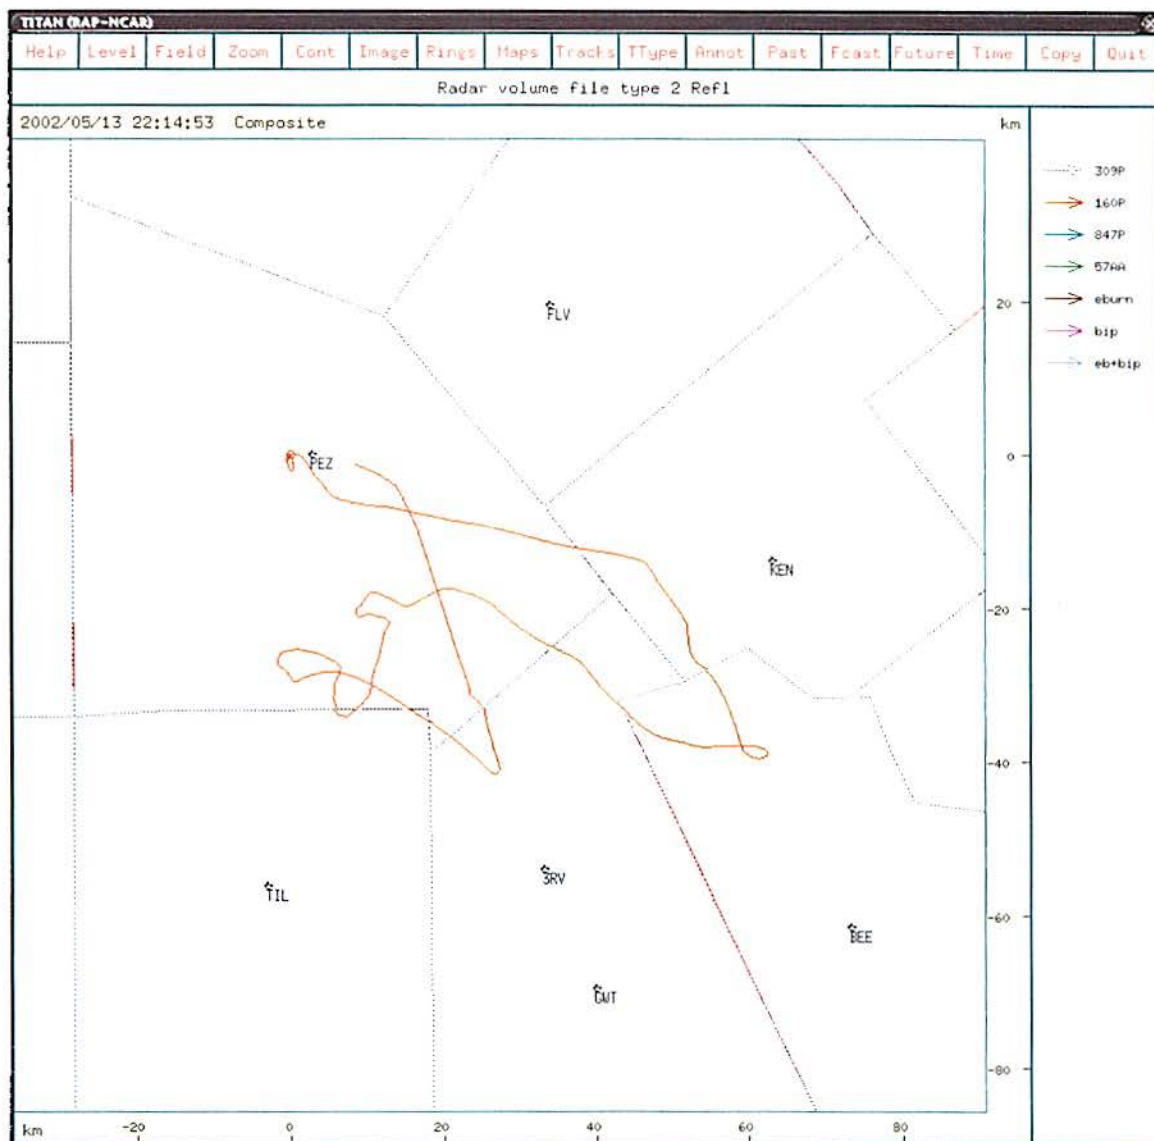 TITAN (RAP-NCAR)
Help Level Field Zoom Cont Image Rings Maps Tracks TType Annot Past Fcast Future Time Copy Quit
Radar volume file type 2 Refl
2002/05/13 22:14:53 Composite km
309P
160P
847P
57AA
eburn
bip
eb+bip
20
FLV
0
PEZ
KEN
-20
-40
3RV
TIL
-60
BEE
GWT
-80
km -20 0 20 40 60 80